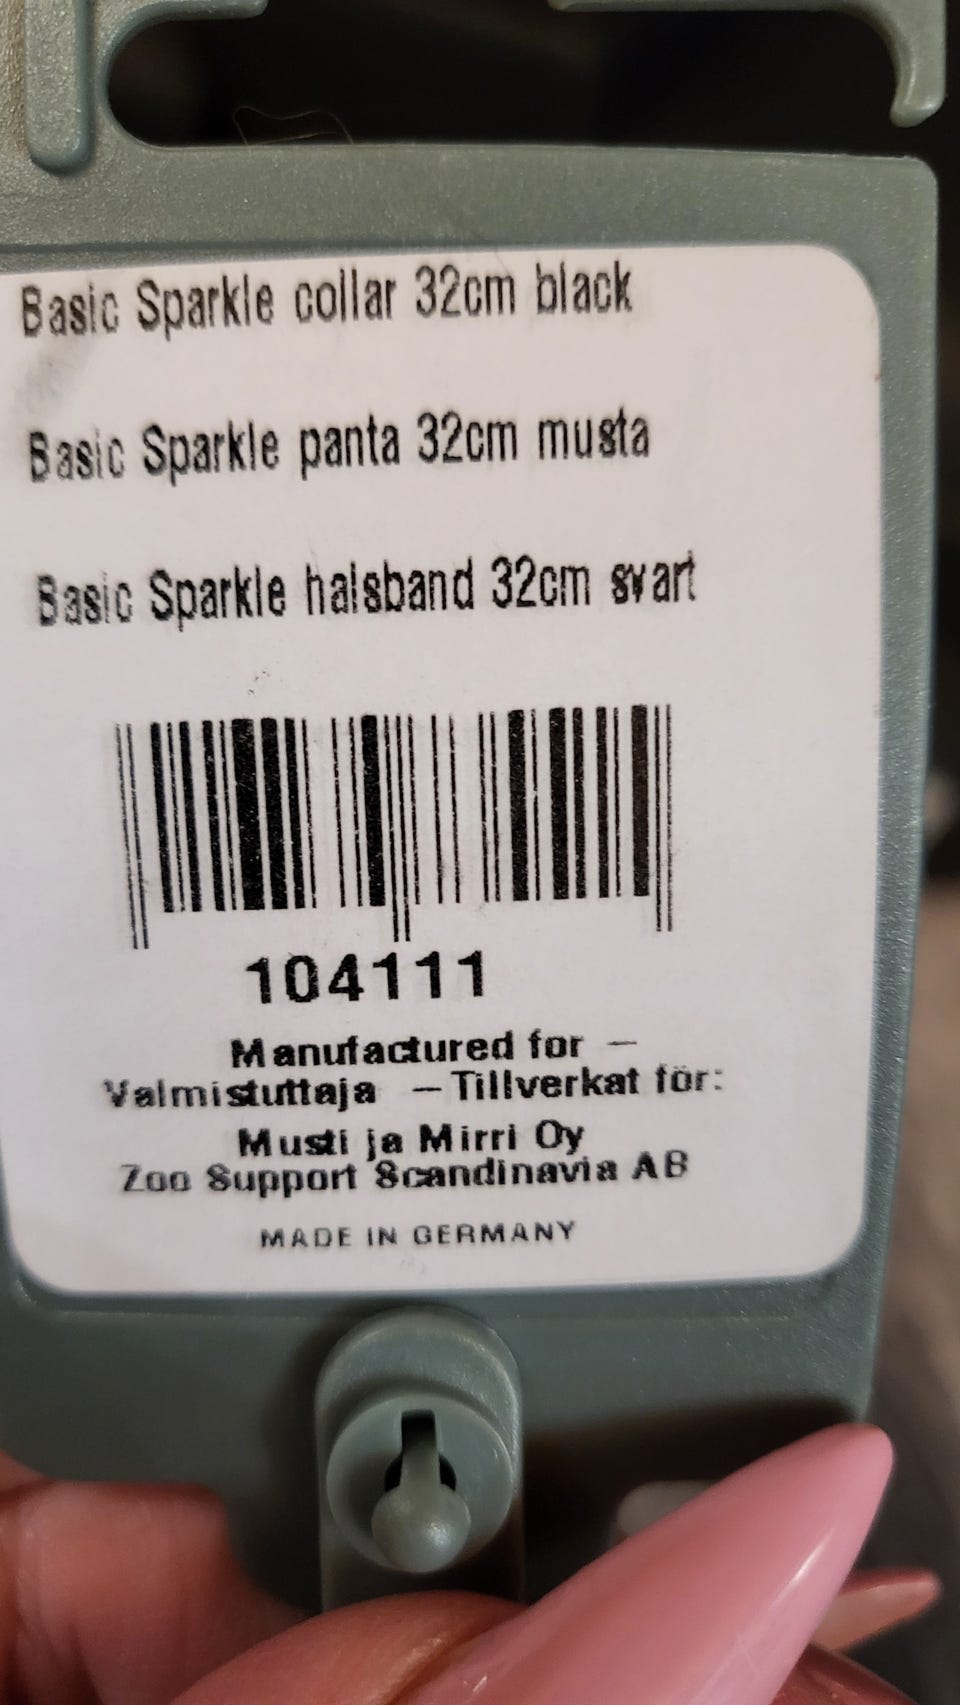 Basic Sparkle collar 32cm black
Basic Sparkle panta 32cm musta
Basic Sparkle halsband 32cm svart
104111
Manufactured for –
Valmistuttaja – Tillverkat för:
Musti ja Mirri Oy
Zoo Support Scandinavia AB
MADE IN GERMANY